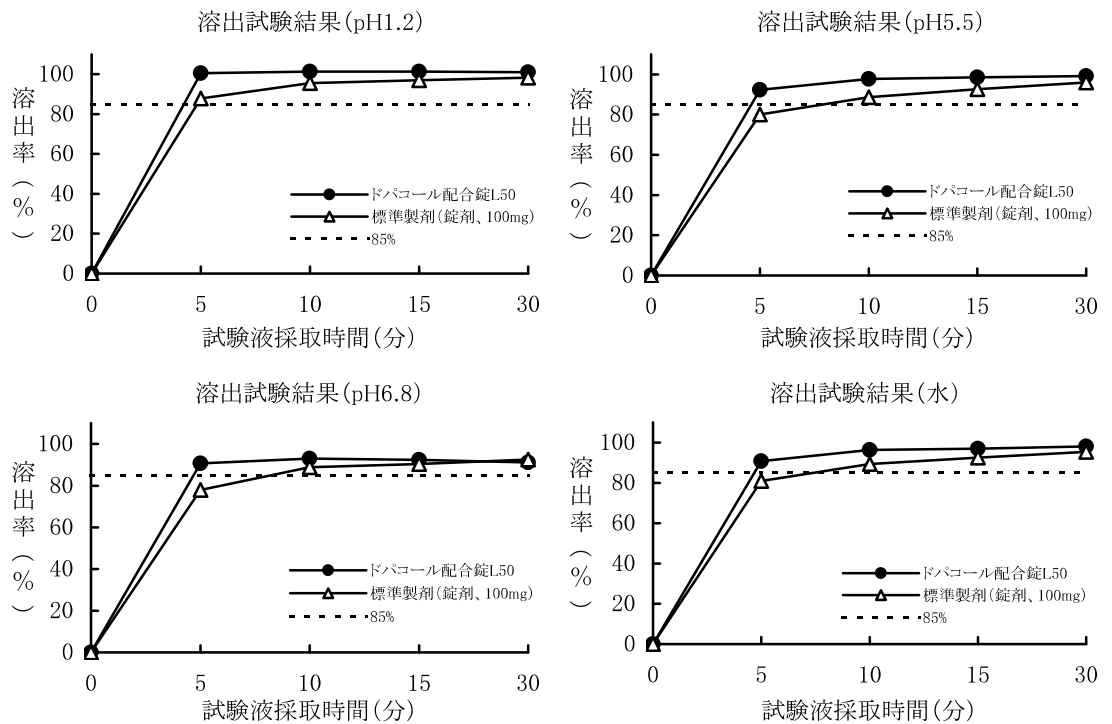 溶出試験結果(pH1.2)
溶出率(%)
100
80
60
40
20
0
ドパコール配合錠L50
標準製剤(錠剤、100mg)
85%
0 5 10 15 30
試験液採取時間(分)
溶出試験結果(pH5.5)
溶出率(%)
100
80
60
40
20
0
ドパコール配合錠L50
標準製剤(錠剤、100mg)
85%
0 5 10 15 30
試験液採取時間(分)
溶出試験結果(pH6.8)
溶出率(%)
100
80
60
40
20
0
ドパコール配合錠L50
標準製剤(錠剤、100mg)
85%
0 5 10 15 30
試験液採取時間(分)
溶出試験結果(水)
溶出率(%)
100
80
60
40
20
0
ドパコール配合錠L50
標準製剤(錠剤、100mg)
85%
0 5 10 15 30
試験液採取時間(分)